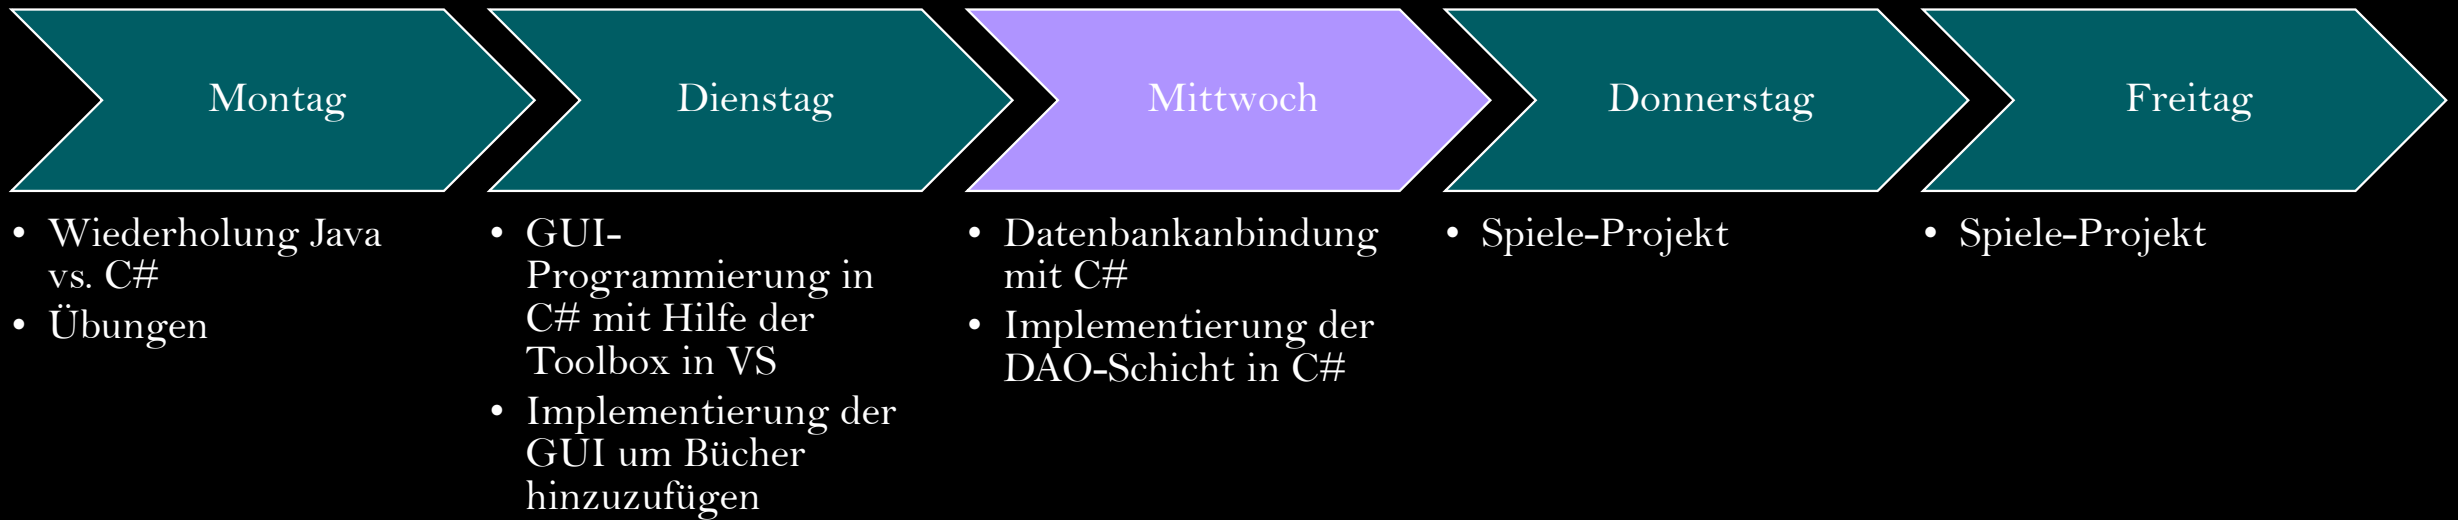 Montag
Dienstag
Mittwoch
Donnerstag
Freitag
• Wiederholung Java
vs. C#
• Übungen
• GUI-
Programmierung in
C# mit Hilfe der
Toolbox in VS
• Implementierung der
GUI um Bücher
hinzuzufügen
• Datenbankanbindung
mit C#
• Implementierung der
DAO-Schicht in C#
• Spiele-Projekt
• Spiele-Projekt